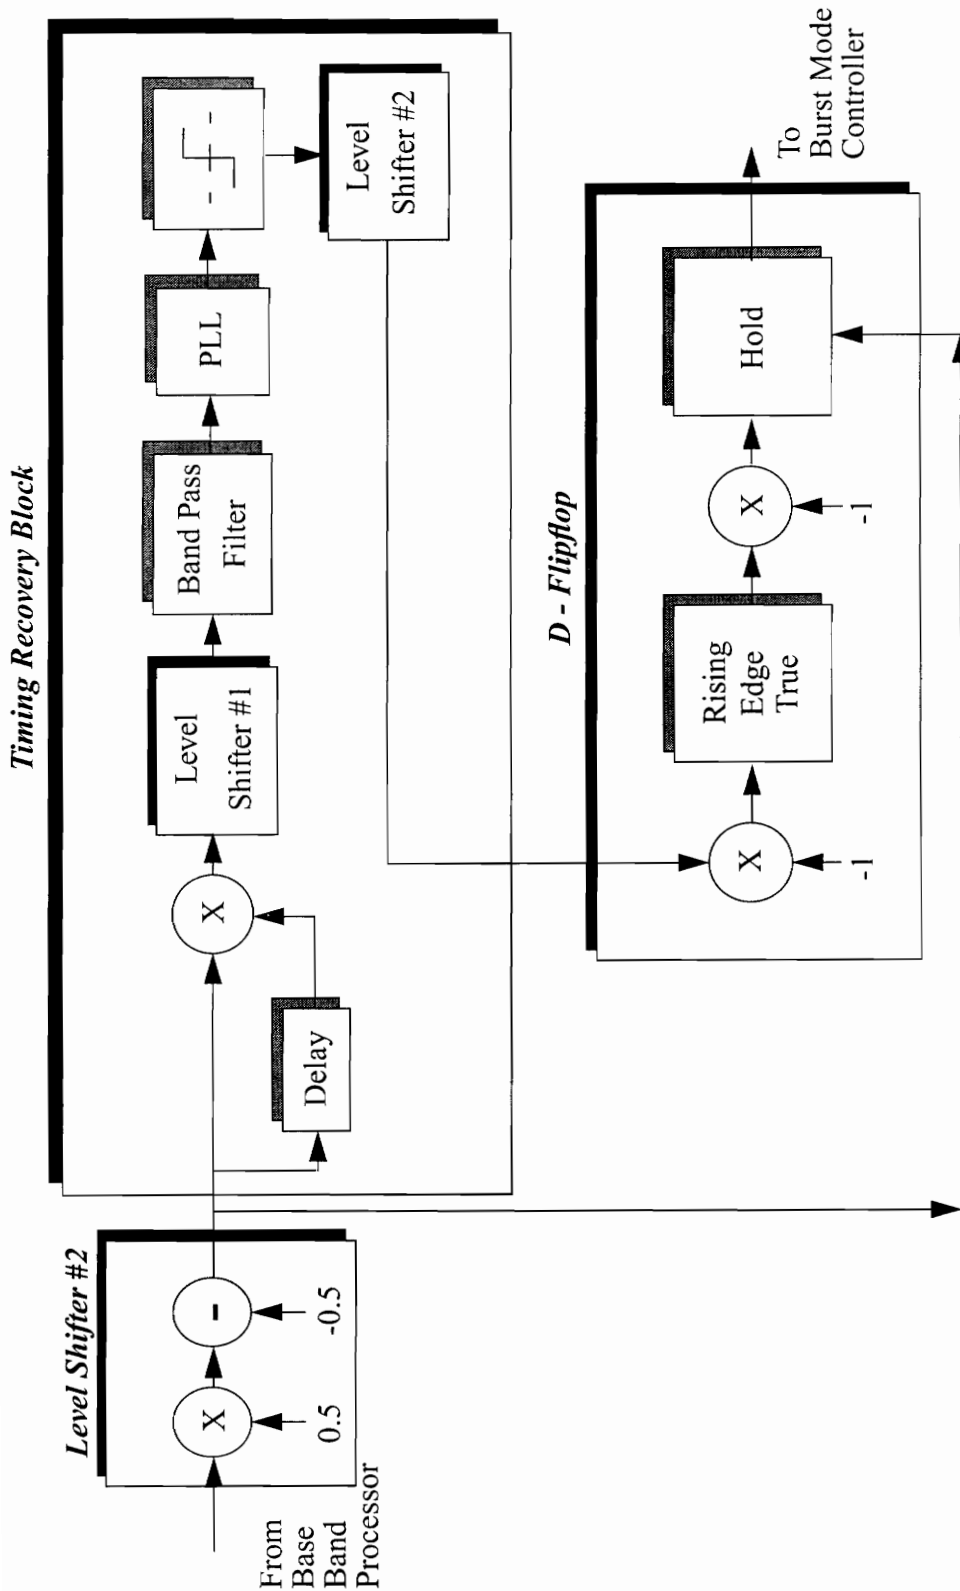 Timing Recovery Block
Level Shifter #2
X
-
0.5
-0.5
From
Base
Band
Processor
Delay
X
Level
Shifter #1
Band Pass
Filter
PLL
Level
Shifter #2
D - Flipflop
X
-1
Rising
Edge
True
X
-1
Hold
To
Burst Mode
Controller